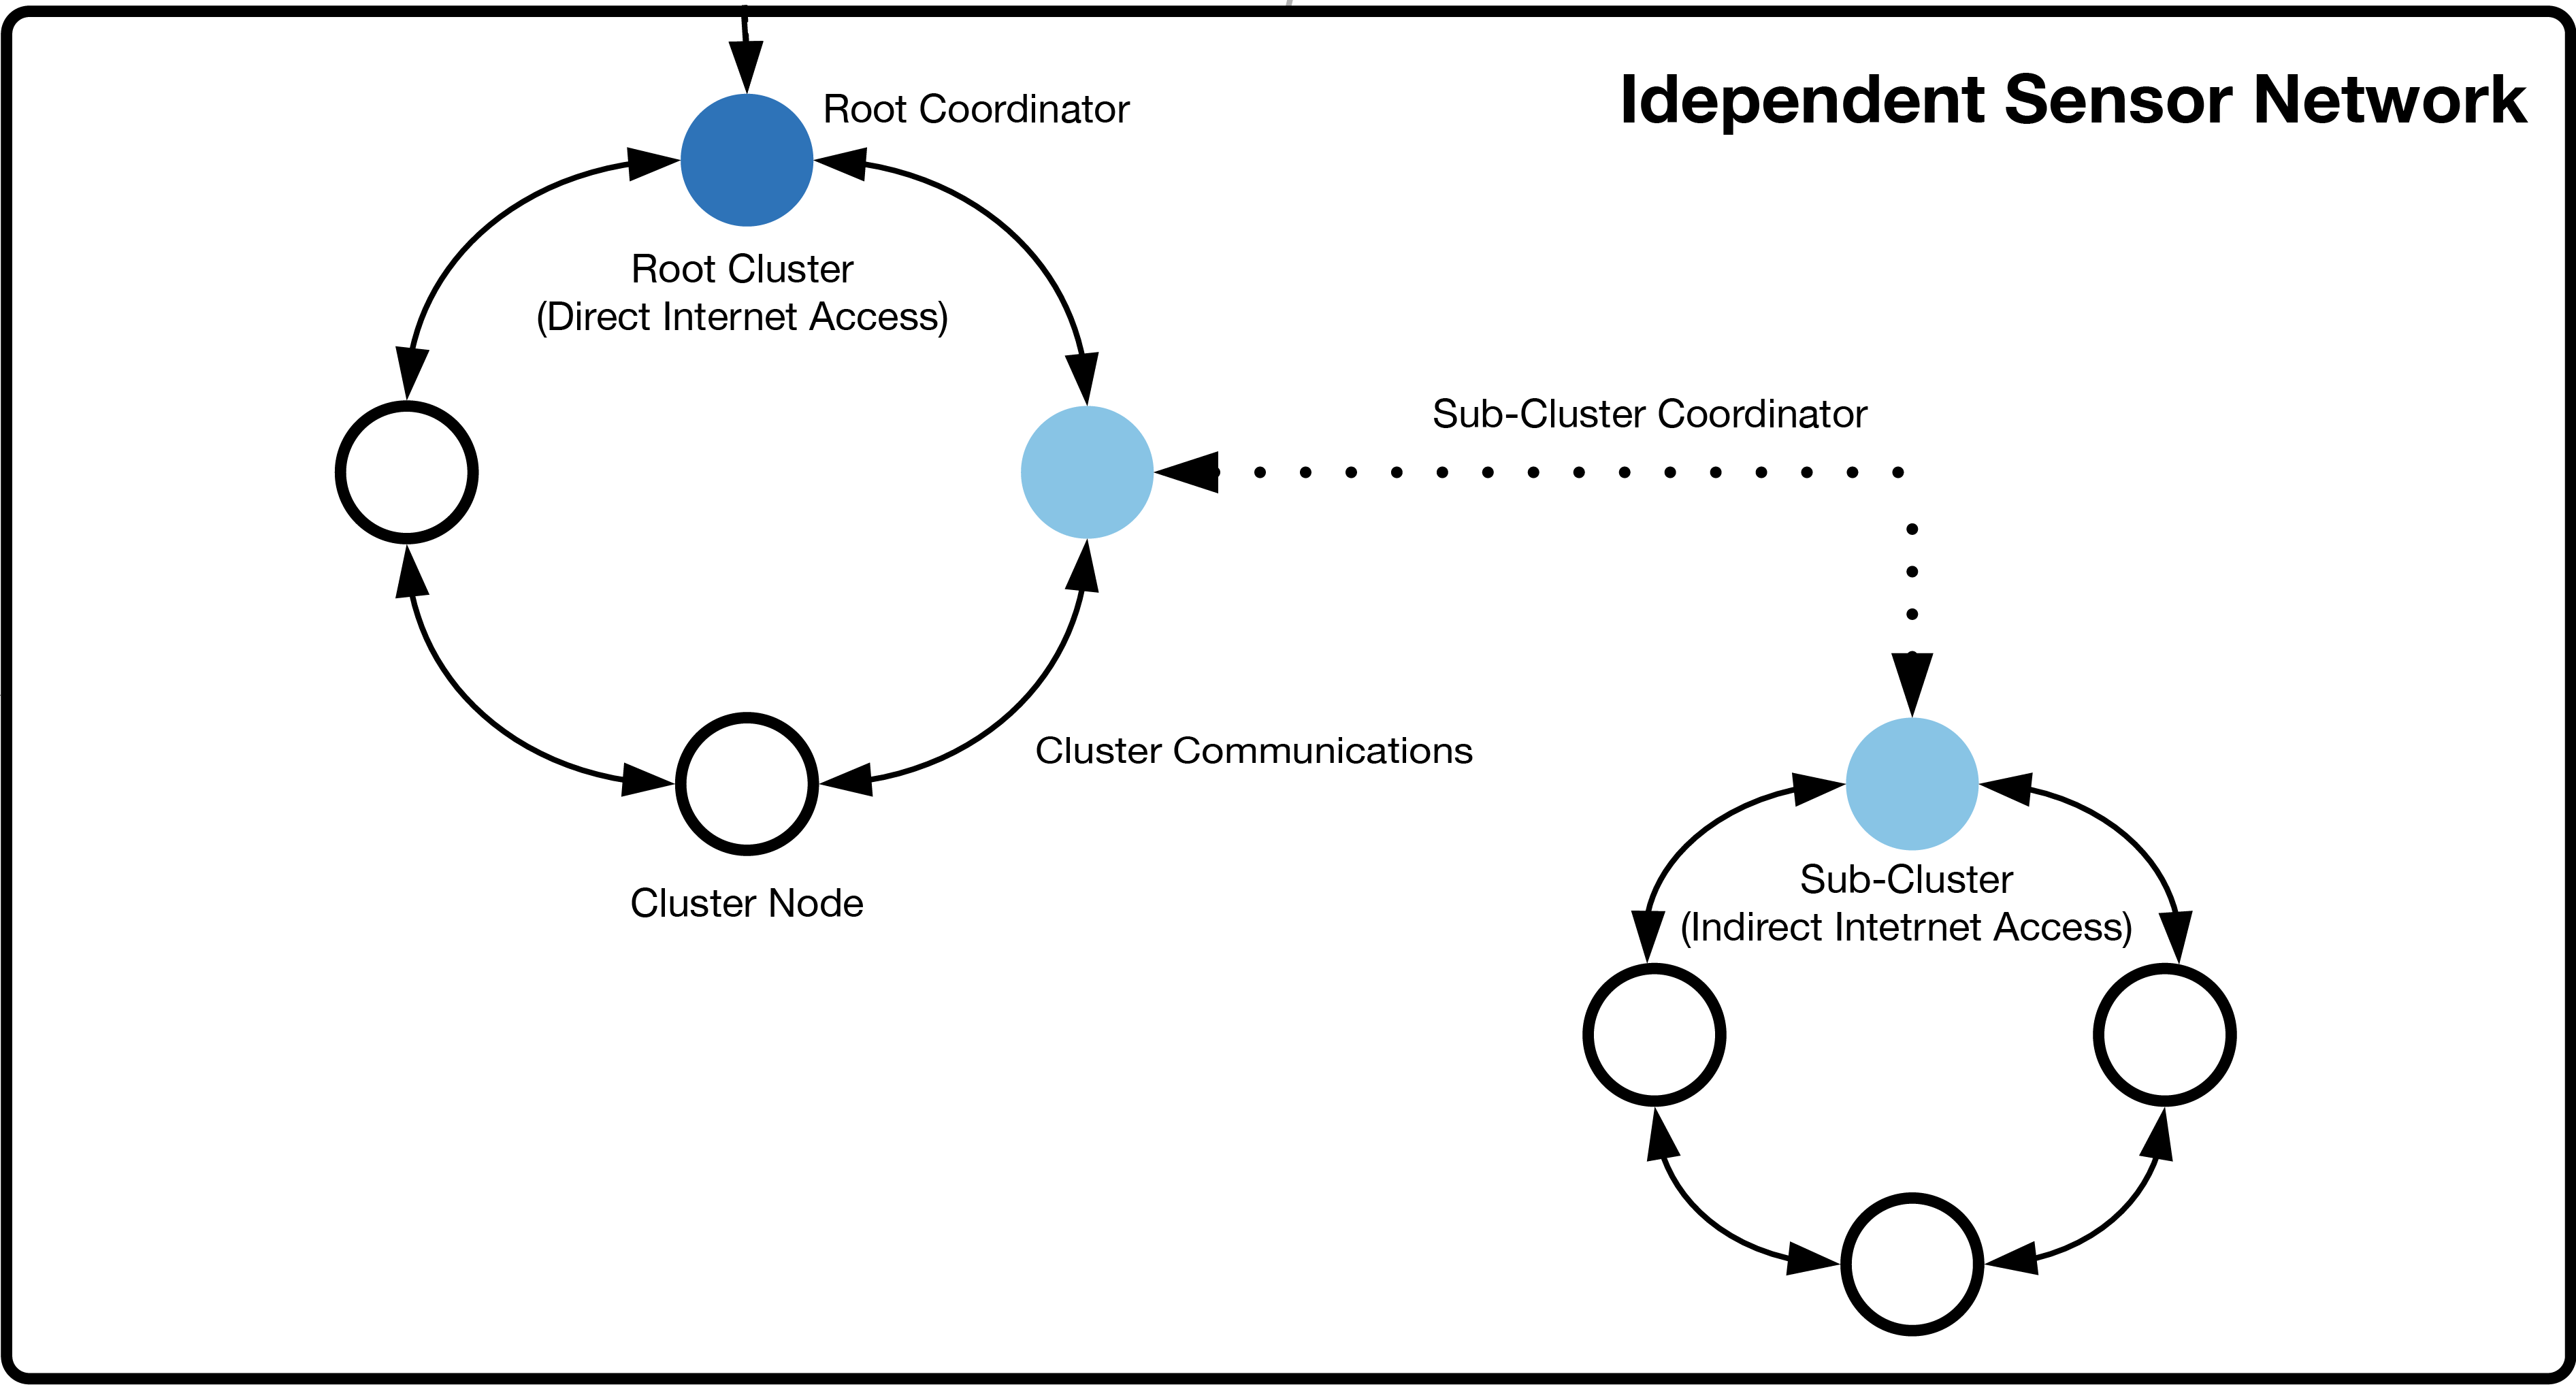 Idependent Sensor Network
Root Coordinator
Root Cluster
(Direct Internet Access)
Sub-Cluster Coordinator
Cluster Communications
Cluster Node
Sub-Cluster
(Indirect Intetrnet Access)